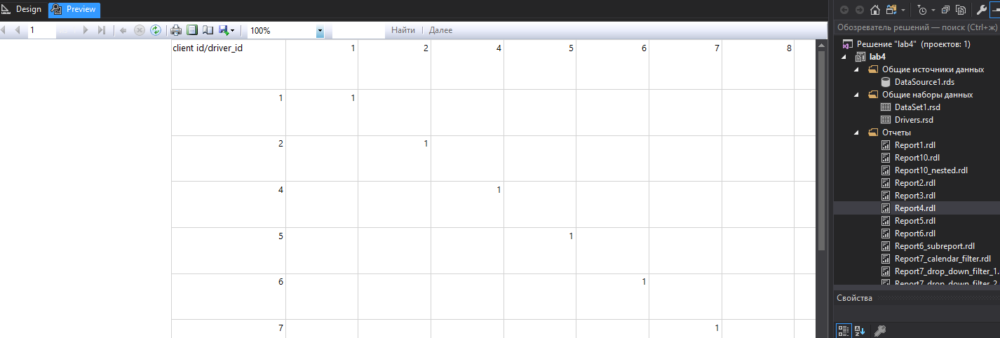 Design Preview
1 100% Найти | Далее
client id/driver_id 1 2 4 5 6 7 8
1 1
2 1
4 1
5 1
6 1
7 1
Обозреватель решений — поиск (Ctrl+ж)
Решение "lab4" (проектов: 1)
lab4
Общие источники данных
DataSource1.rds
Общие наборы данных
DataSet1.rsd
Drivers.rsd
Отчеты
Report1.rdl
Report10.rdl
Report10_nested.rdl
Report2.rdl
Report3.rdl
Report4.rdl
Report5.rdl
Report6.rdl
Report6_subreport.rdl
Report7_calendar_filter.rdl
Report7_drop_down_filter_1.
Report7_drop_down_filter_2
Свойства